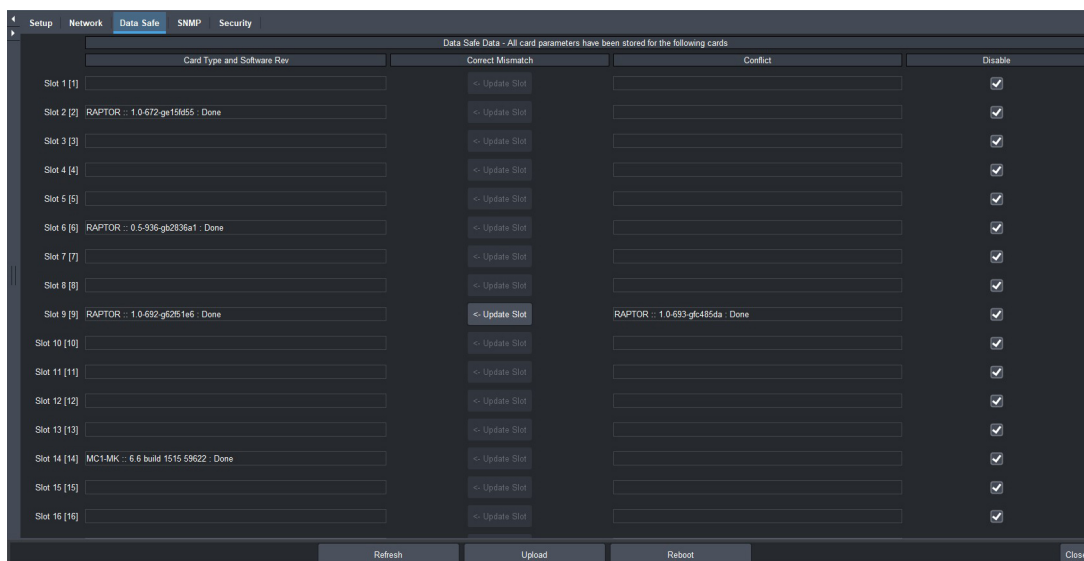 Setup Network Data Safe SNMP Security
Data Safe Data - All card parameters have been stored for the following cards
Card Type and Software Rev Correct Mismatch Conflict Disable
Slot 1 [1] <- Update Slot
Slot 2 [2] RAPTOR :: 1.0-672-ge15fd55 : Done <- Update Slot
Slot 3 [3] <- Update Slot
Slot 4 [4] <- Update Slot
Slot 5 [5] <- Update Slot
Slot 6 [6] RAPTOR :: 0.5-936-gb2836a1 : Done <- Update Slot
Slot 7 [7] <- Update Slot
Slot 8 [8] <- Update Slot
Slot 9 [9] RAPTOR :: 1.0-692-g62f51e6 : Done <- Update Slot RAPTOR :: 1.0-693-gfc485da : Done
Slot 10 [10] <- Update Slot
Slot 11 [11] <- Update Slot
Slot 12 [12] <- Update Slot
Slot 13 [13] <- Update Slot
Slot 14 [14] MC1-MK :: 6.6 build 1515 59622 : Done <- Update Slot
Slot 15 [15] <- Update Slot
Slot 16 [16] <- Update Slot
Refresh Upload Reboot Close